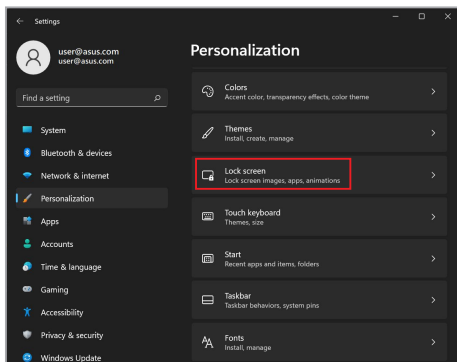 Settings
user@asus.com
user@asus.com
Find a setting
System
Bluetooth & devices
Network & internet
Personalization
Apps
Accounts
Time & language
Gaming
Accessibility
Privacy & security
Windows Update
Personalization
Colors
Accent color, transparency effects, color theme
Themes
Install, create, manage
Lock screen
Lock screen images, apps, animations
Touch keyboard
Themes, size
Start
Recent apps and items, folders
Taskbar
Taskbar behaviors, system pins
Fonts
Install, manage